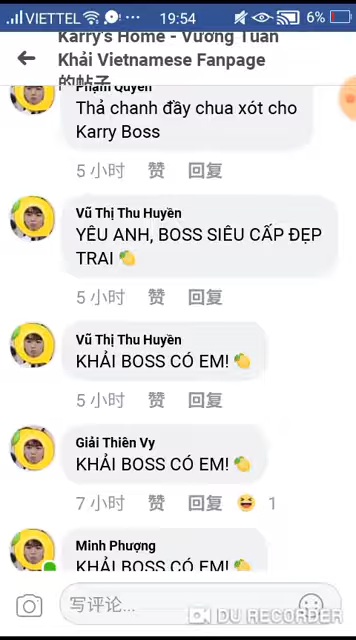 VIETTEL
19:54
6%
Karry's Home - Vương Tuấn
Khải Vietnamese Fanpage
的帖子
Phạm Quyên
Thả chanh đầy chua xót cho
Karry Boss
5 小时 赞 回复
Vũ Thị Thu Huyền
YÊU ANH, BOSS SIÊU CẤP ĐẸP
TRAI 🍋
5 小时 赞 回复
Vũ Thị Thu Huyền
KHẢI BOSS CÓ EM! 🍋
5 小时 赞 回复
Giải Thiên Vy
KHẢI BOSS CÓ EM! 🍋
7 小时 赞 回复 😆 1
Minh Phượng
KHẢI BOSS CÓ EM! 🍋
写评论...
DU RECORDER